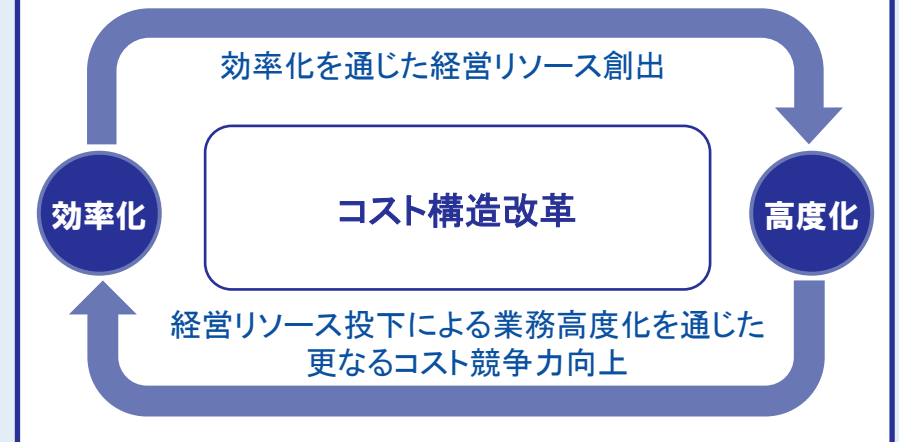 効率化を通じた経営リソース創出
効率化
コスト構造改革
高度化
経営リソース投下による業務高度化を通じた
更なるコスト競争力向上